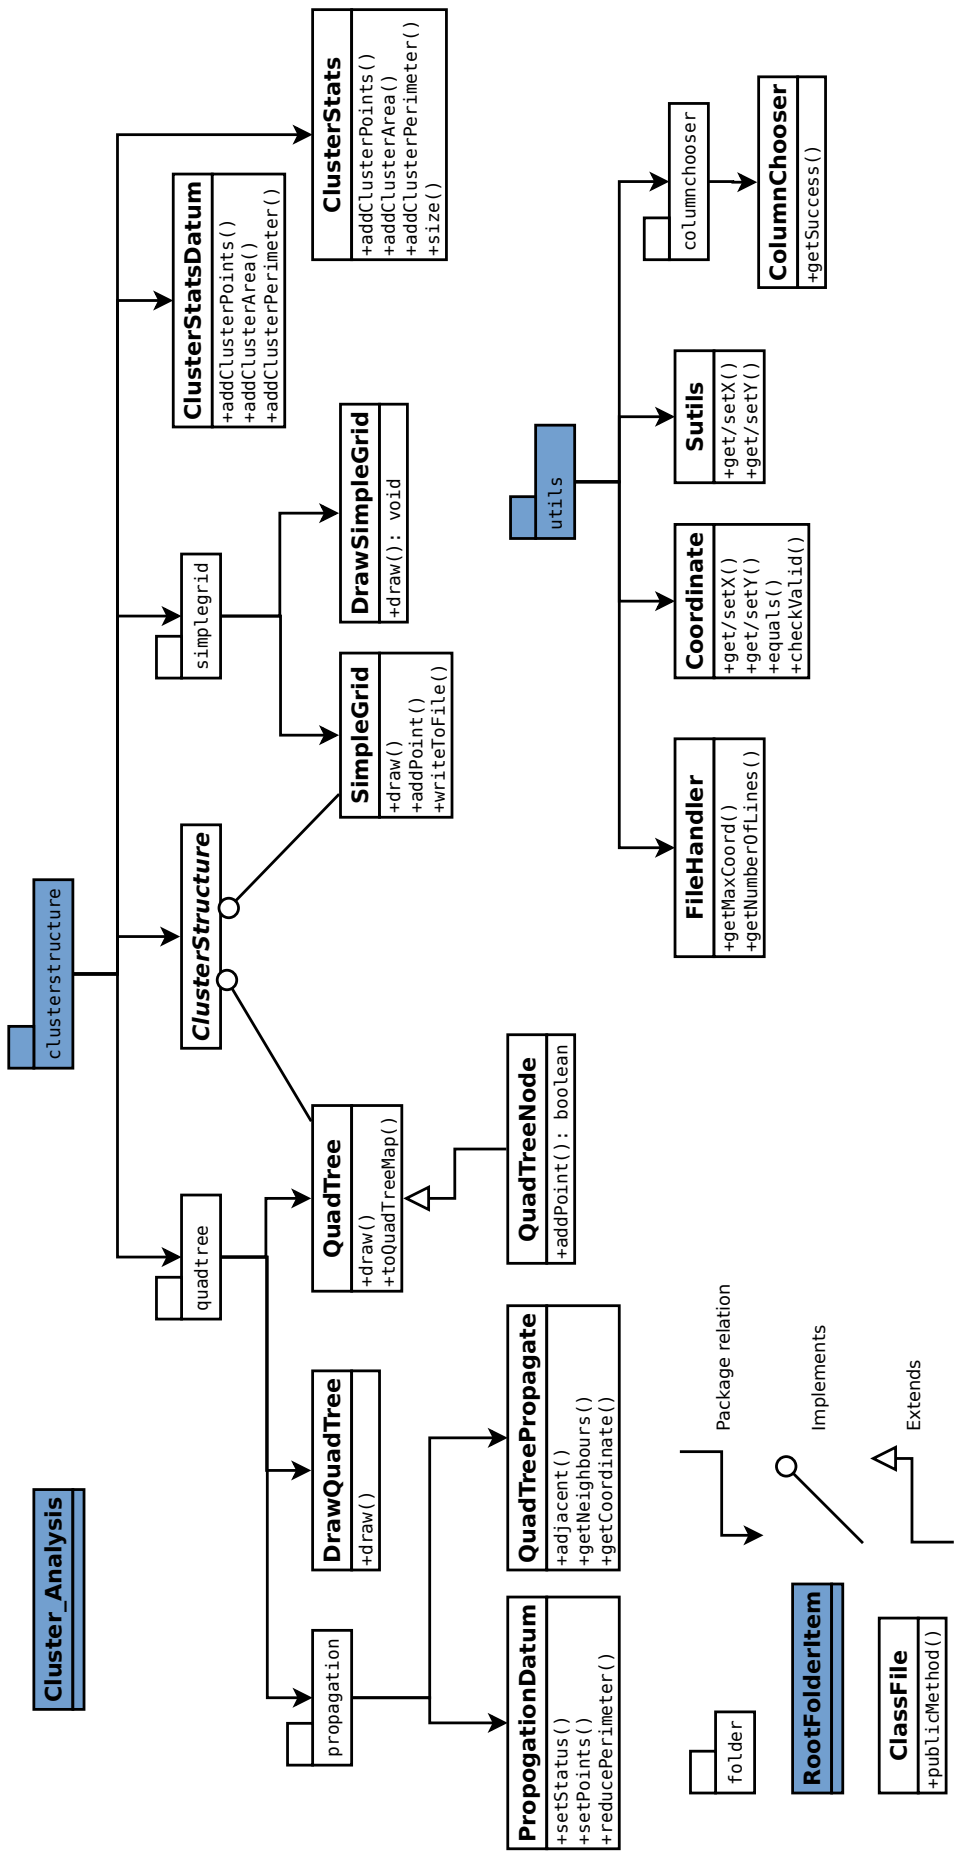 Cluster_Analysis
clusterstructure
quadtree
ClusterStructure
simplegrid
ClusterStatsDatum
+addClusterPoints()
+addClusterArea()
+addClusterPerimeter()
ClusterStats
+addClusterPoints()
+addClusterArea()
+addClusterPerimeter()
+size()
propagation
DrawQuadTree
+draw()
QuadTree
+draw()
+toQuadTreeMap()
SimpleGrid
+draw()
+addPoint()
+writeToFile()
DrawSimpleGrid
+draw(): void
PropogationDatum
+setStatus()
+setPoints()
+reducePerimeter()
QuadTreePropagate
+adjacent()
+getNeighbours()
+getCoordinate()
QuadTreeNode
+addPoint(): boolean
utils
FileHandler
+getMaxCoord()
+getNumberOfLines()
Coordinate
+get/setX()
+get/setY()
+equals()
+checkValid()
Sutils
+get/setX()
+get/setY()
columnchooser
ColumnChooser
+getSuccess()
folder
Package relation
RootFolderItem
Implements
ClassFile
+publicMethod()
Extends